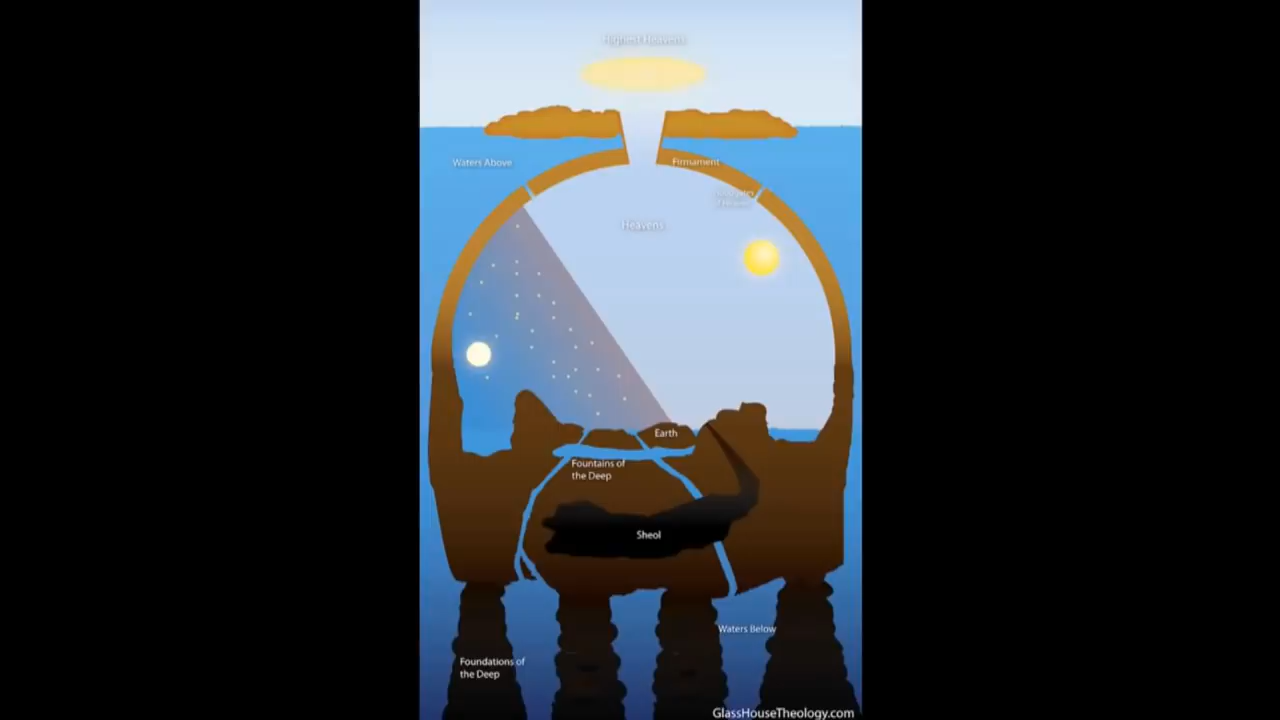 Highest Heavens
Waters Above
Firmament
Heavens
Earth
Fountains of
the Deep
Sheol
Waters Below
Foundations of
the Deep
GlassHouseTheology.com